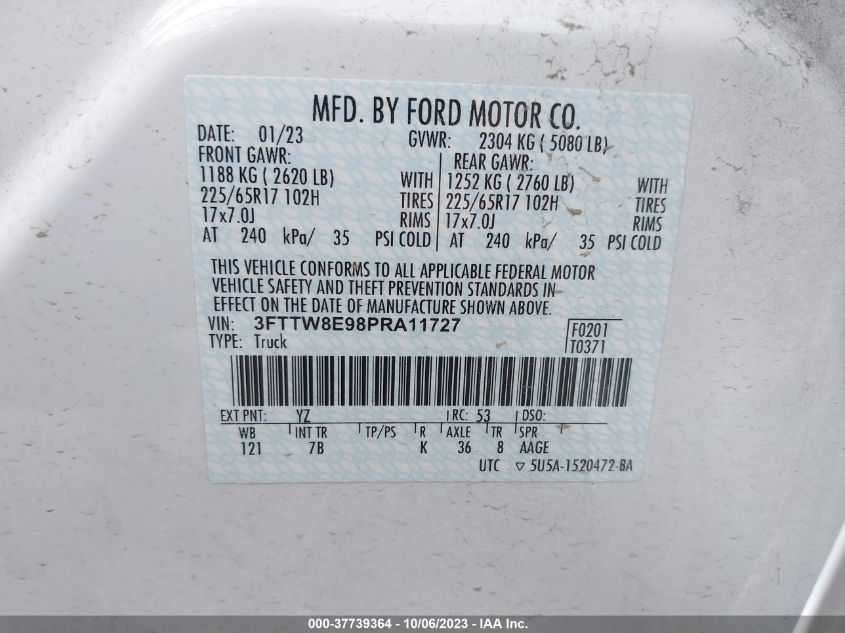 MFD. BY FORD MOTOR CO.
DATE: 01/23 GVWR: 2304 KG ( 5080 LB)
FRONT GAWR: REAR GAWR:
1188 KG ( 2620 LB) WITH 1252 KG ( 2760 LB) WITH
225/65R17 102H TIRES 225/65R17 102H TIRES
17x7.0J RIMS 17x7.0J RIMS
AT 240 kPa/ 35 PSI COLD AT 240 kPa/ 35 PSI COLD
THIS VEHICLE CONFORMS TO ALL APPLICABLE FEDERAL MOTOR
VEHICLE SAFETY AND THEFT PREVENTION STANDARDS IN
EFFECT ON THE DATE OF MANUFACTURE SHOWN ABOVE.
VIN: 3FTTW8E98PRA11727 F0201
TYPE: Truck T0371
EXT PNT: YZ RC: 53 DSO:
WB INT TR TP/PS R AXLE TR SPR
121 7B K 36 8 AAGE
UTC ▽ 5U5A-1520472-BA
000-37739364 - 10/06/2023 - IAA Inc.